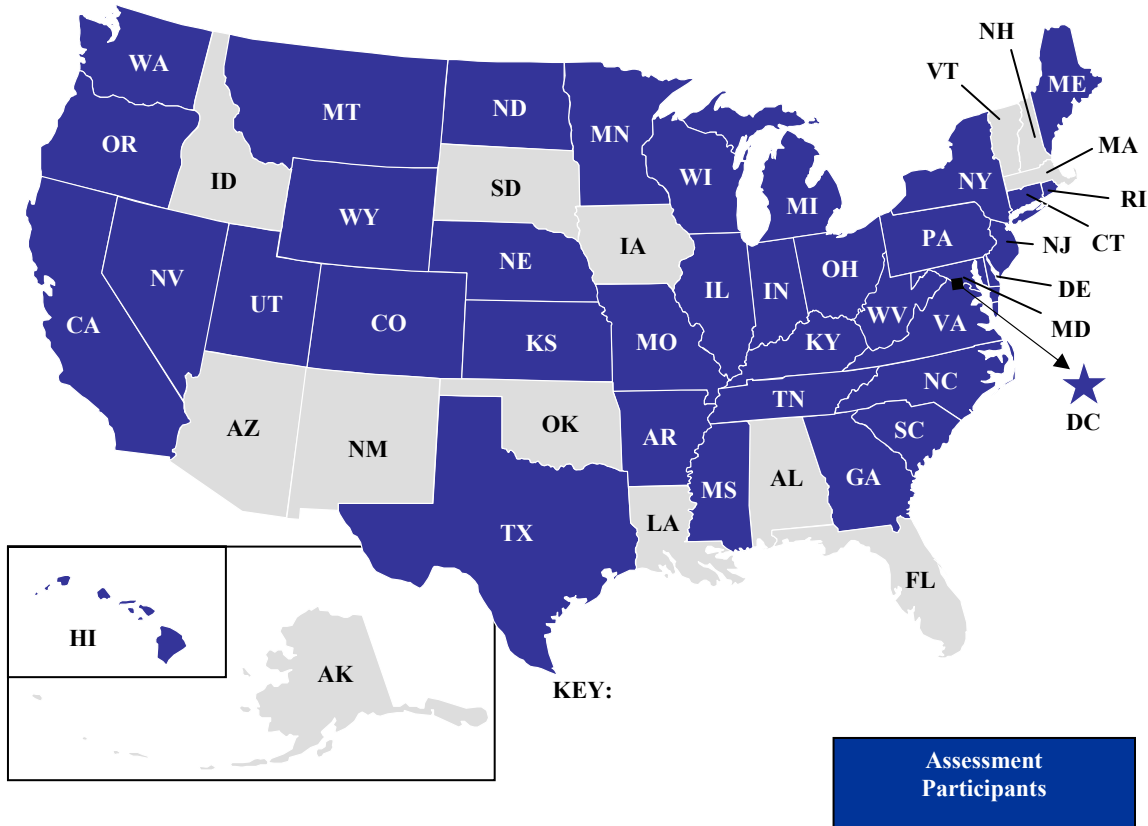 NH
WA
VT
ME
MT
ND
MN
OR
MA
ID
SD
WI
NY
RI
WY
MI
CT
PA
NJ
NE
IA
OH
NV
IL
IN
DE
UT
CA
CO
WV
VA
MD
KS
MO
KY
NC
TN
DC
AZ
NM
OK
AR
SC
MS
AL
GA
LA
TX
FL
HI
AK
KEY:
Assessment
Participants